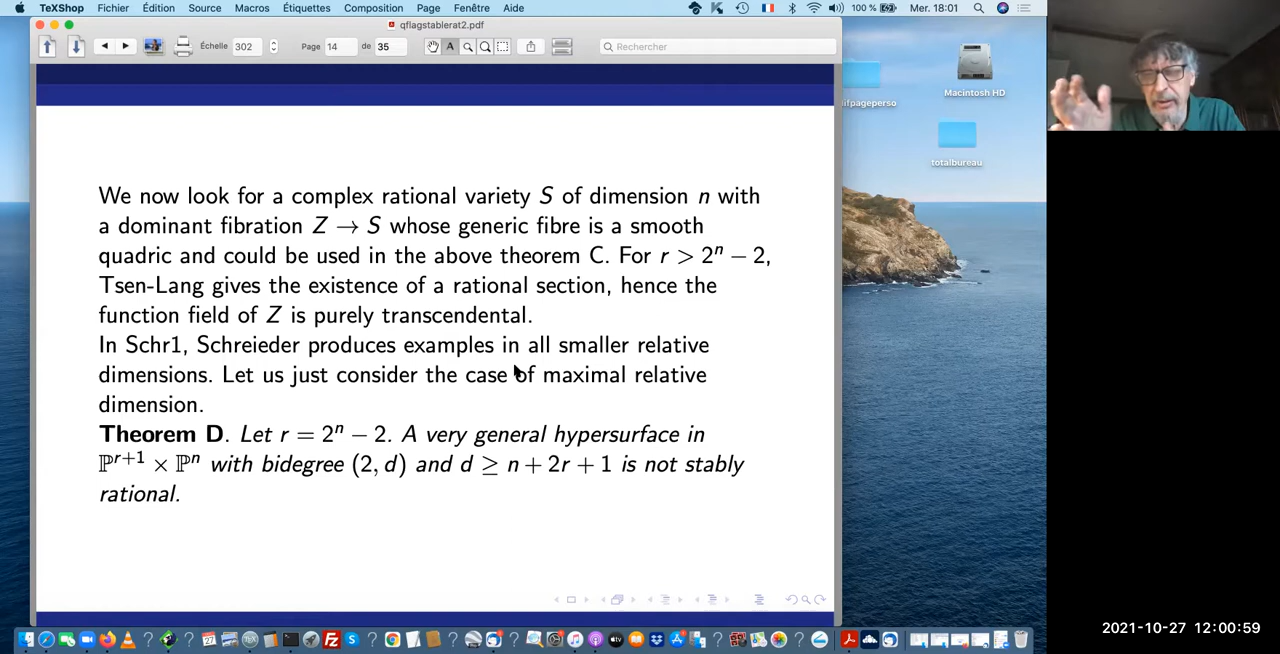 TeXShop Fichier Édition Source Macros Étiquettes Composition Page Fenêtre Aide 100 % Mer. 18:01
qflagstablerat2.pdf
Échelle 302 Page 14 de 35 Rechercher
We now look for a complex rational variety S of dimension n with
a dominant fibration Z → S whose generic fibre is a smooth
quadric and could be used in the above theorem C. For r > 2ⁿ − 2,
Tsen-Lang gives the existence of a rational section, hence the
function field of Z is purely transcendental.
In Schr1, Schreieder produces examples in all smaller relative
dimensions. Let us just consider the case of maximal relative
dimension.
Theorem D. Let r = 2ⁿ − 2. A very general hypersurface in
ℙʳ⁺¹ × ℙⁿ with bidegree (2, d) and d ≥ n + 2r + 1 is not stably
rational.
Macintosh HD
lifpageperso
totalbureau
2021-10-27 12:00:59